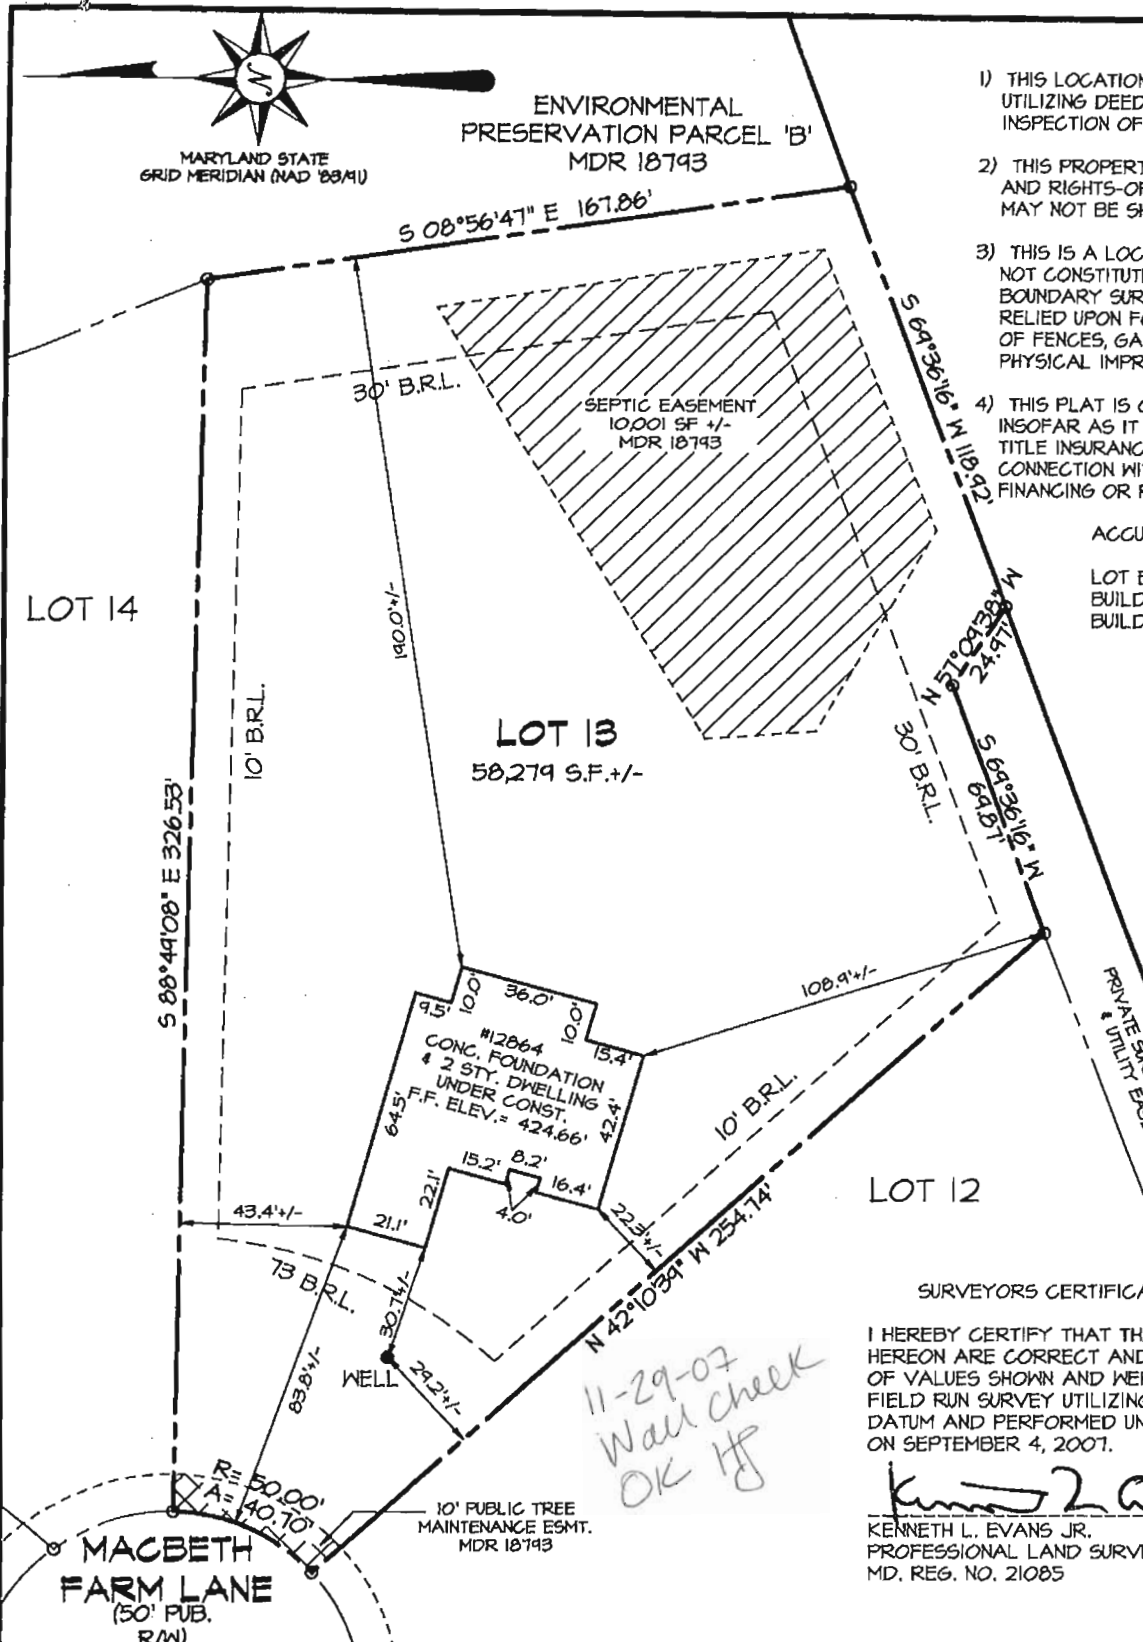 N
MARYLAND STATE
GRID MERIDIAN (NAD '83/91)
ENVIRONMENTAL
PRESERVATION PARCEL 'B'
MDR 18793
1) THIS LOCATION
UTILIZING DEED
INSPECTION OF
2) THIS PROPERT
AND RIGHTS-OF
MAY NOT BE SH
3) THIS IS A LOC
NOT CONSTITUT
BOUNDARY SUR
RELIED UPON FO
OF FENCES, GA
PHYSICAL IMPR
4) THIS PLAT IS
INSOFAR AS IT
TITLE INSURANC
CONNECTION WI
FINANCING OR
ACCU
LOT B
BUILD
BUILD
S 08°56'47" E 167.86'
S 69°36'16" W 118.92'
30' B.R.L.
SEPTIC EASEMENT
10,001 SF +/-
MDR 18793
LOT 14
190.0'+/-
N 57°09'38" W
24.97'
10' B.R.L.
LOT 13
58,279 S.F.+/-
30' B.R.L.
S 69°36'16" W
69.87'
S 88°49'08" E 326.53'
36.0'
9.5'
10.0'
10.0'
15.4'
108.9'+/-
#12864
CONC. FOUNDATION
& 2 STY. DWELLING
UNDER CONST.
F.F. ELEV.= 424.66'
64.5'
42.4'
PRIVATE
& UTILITY
10' B.R.L.
15.2'
8.2'
16.4'
4.0'
22.1'
21.1'
43.4'+/-
22.3'+/-
LOT 12
73 B.R.L.
N 42°10'39" W 254.74'
30.7'+/-
WELL
29.2'+/-
83.8'+/-
11-29-07
Wall Check
OK HJ
SURVEYORS CERTIFICA
I HEREBY CERTIFY THAT TH
HEREON ARE CORRECT AND
OF VALUES SHOWN AND WER
FIELD RUN SURVEY UTILIZING
DATUM AND PERFORMED UN
ON SEPTEMBER 4, 2007.
KENNETH L. EVANS JR.
PROFESSIONAL LAND SURVE
MD. REG. NO. 21085
R= 50.00'
A= 40.70'
10' PUBLIC TREE
MAINTENANCE ESMT.
MDR 18793
MACBETH
FARM LANE
(50' PUB.
R/W)